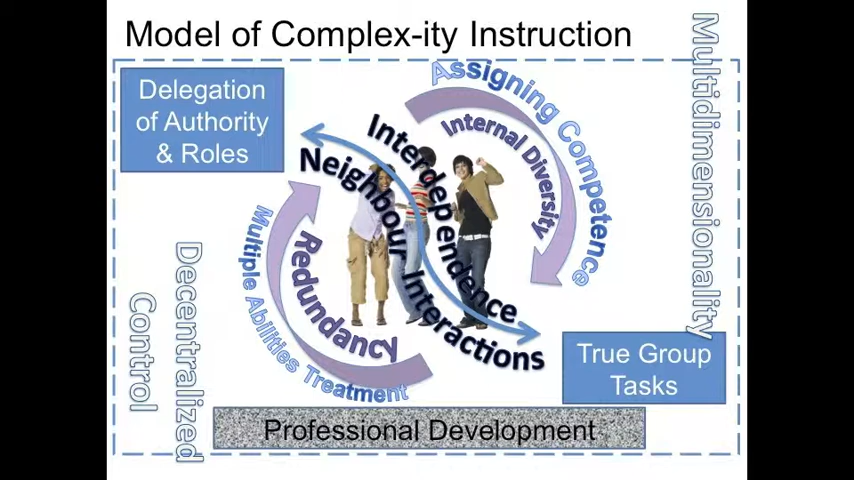 Model of Complex-ity Instruction
Multidimensionality
Delegation
of Authority
& Roles
Assigning Competence
Internal Diversity
Interdependence
Neighbour Interactions
Redundancy
Multiple Abilities Treatment
Decentralized
Control
True Group
Tasks
Professional Development